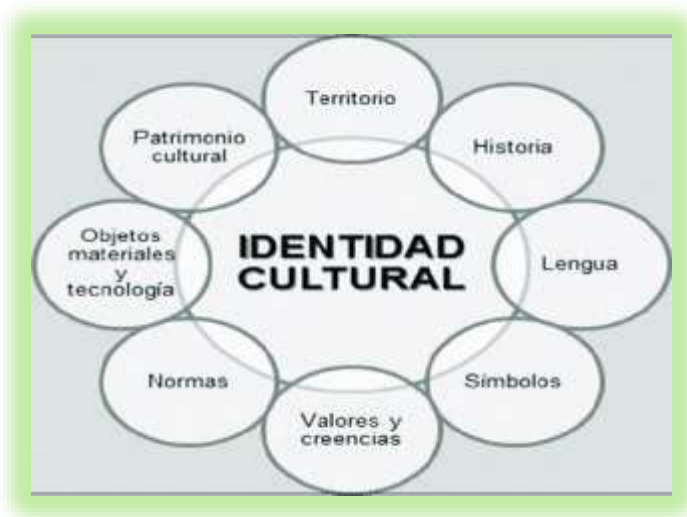 Territorio
Historia
Lengua
Símbolos
Valores y
creencias
Normas
Objetos
materiales
y
tecnología
Patrimonio
cultural
IDENTIDAD
CULTURAL